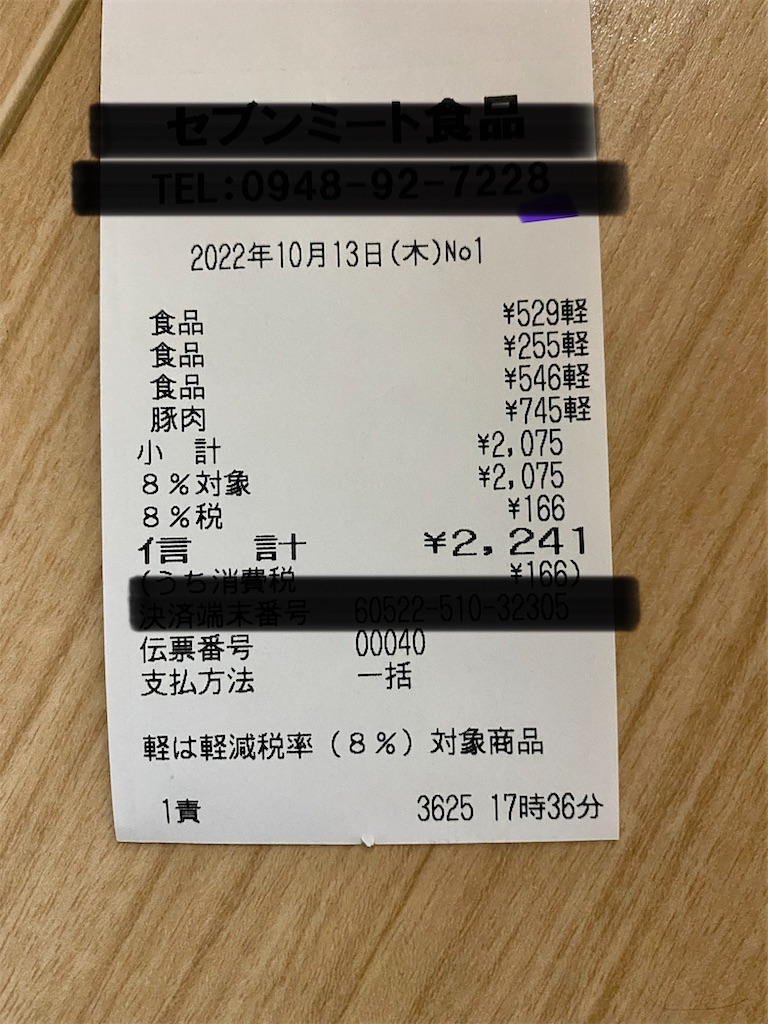 セブンミート食品
TEL:0948-92-7228
2022年10月13日(木)No1
食品 ¥529軽
食品 ¥255軽
食品 ¥546軽
豚肉 ¥745軽
小 計 ¥2,075
8%対象 ¥2,075
8%税 ¥166
信 計 ¥2,241
(うち消費税 ¥166)
決済端末番号 60522-510-32305
伝票番号 00040
支払方法 一括
軽は軽減税率(8%)対象商品
1責 3625 17時36分